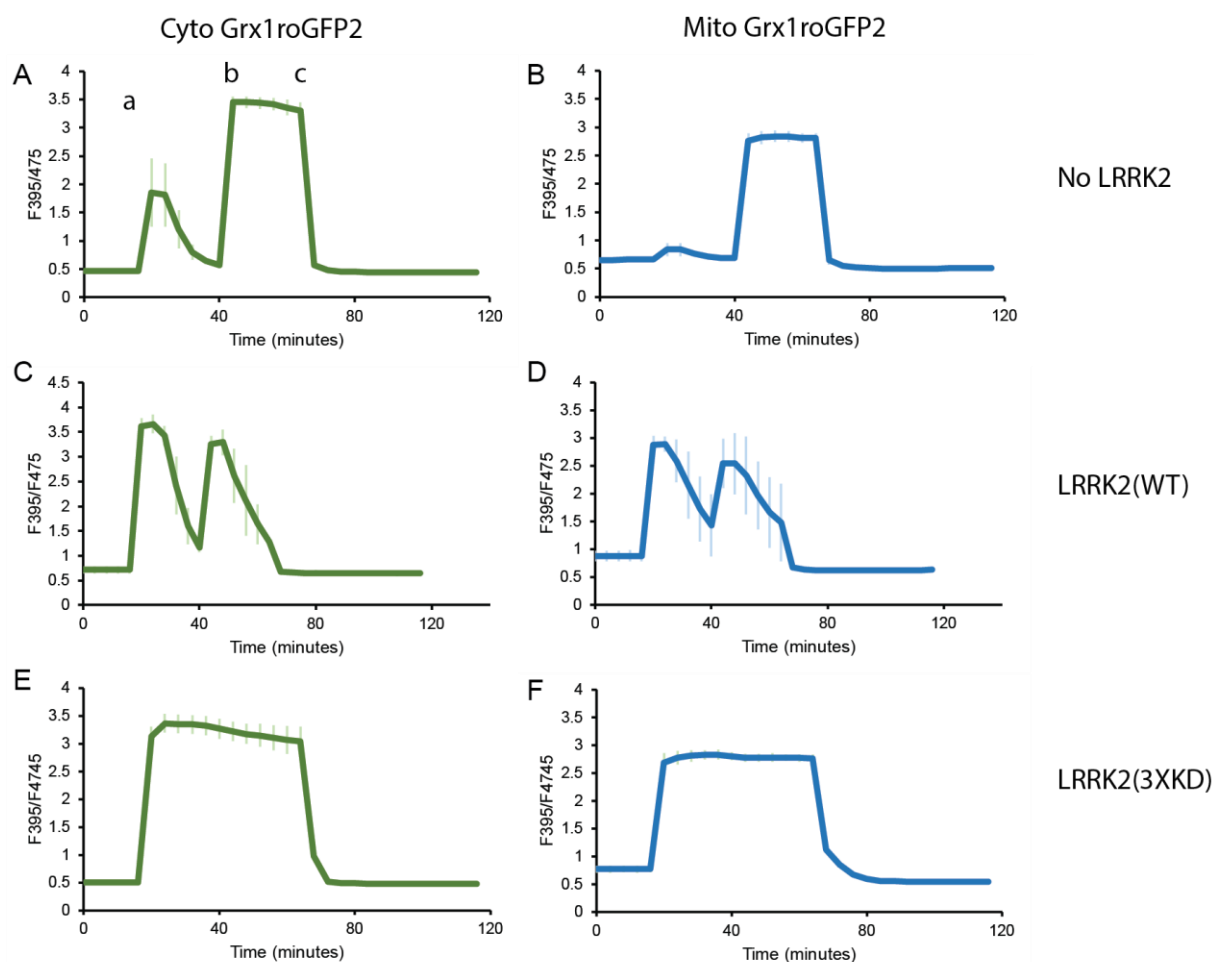 Cyto Grx1roGFP2
Mito Grx1roGFP2
A
a
b
c
4
3.5
3
2.5
2
1.5
1
0.5
0
F395/475
0 40 80 120
Time (minutes)
B
4
3.5
3
2.5
2
1.5
1
0.5
0
F395/475
0 40 80 120
Time (minutes)
No LRRK2
C
4.5
4
3.5
3
2.5
2
1.5
1
0.5
0
F395/F475
0 40 80 120
Time (minutes)
D
4
3.5
3
2.5
2
1.5
1
0.5
0
F395/F475
0 40 80 120
Time (minutes)
LRRK2(WT)
E
4
3.5
3
2.5
2
1.5
1
0.5
0
F395/F4745
0 40 80 120
Time (minutes)
F
4
3.5
3
2.5
2
1.5
1
0.5
0
F395/F4745
0 40 80 120
Time (minutes)
LRRK2(3XKD)